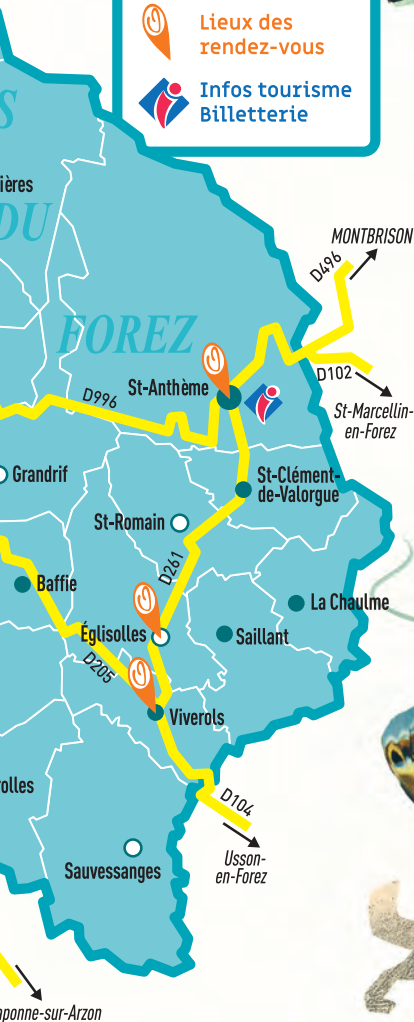 Lieux des
rendez-vous
Infos tourisme
Billetterie
S
ières
DU
MONTBRISON
D496
FOREZ
D102
St-Anthème
D996
St-Marcellin-
en-Forez
Grandrif
St-Clément-
de-Valorgue
St-Romain
D261
Baffie
La Chaulme
Églisolles
Saillant
D205
Viverols
olles
D104
Usson-
en-Forez
Sauvessanges
aponne-sur-Arzon